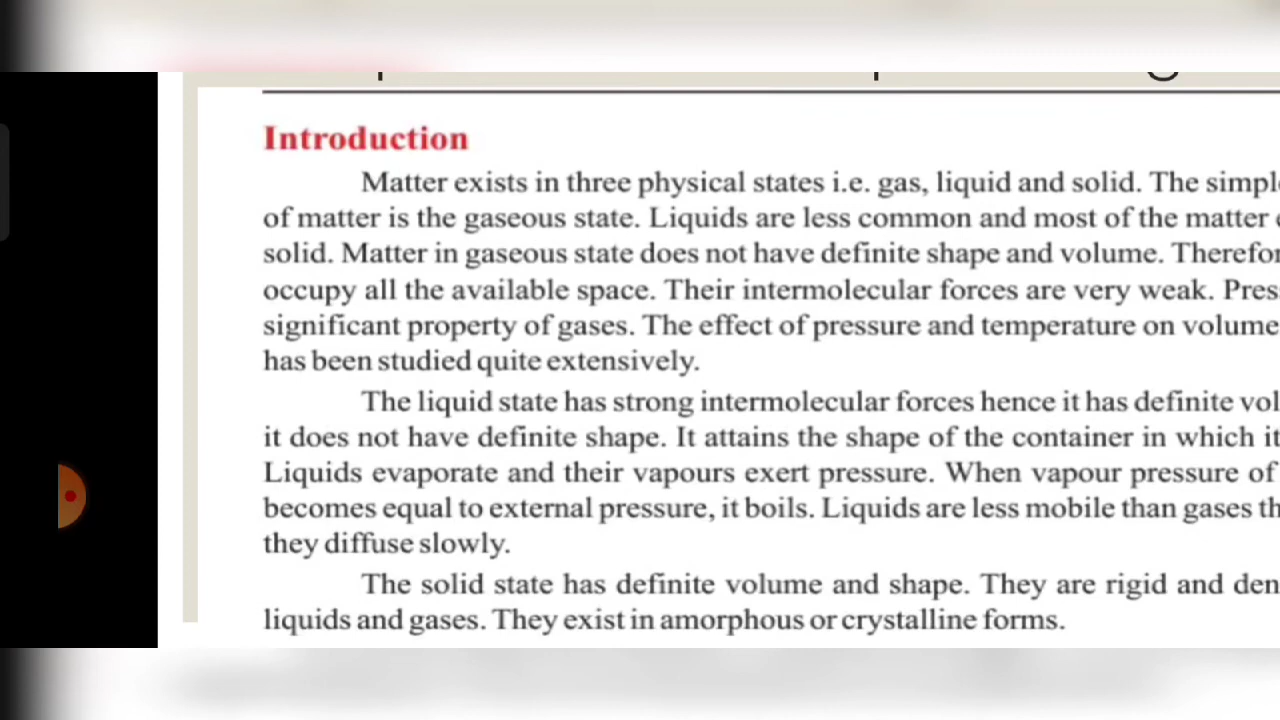 Introduction
Matter exists in three physical states i.e. gas, liquid and solid. The
of matter is the gaseous state. Liquids are less common and most of the matter
solid. Matter in gaseous state does not have definite shape and volume.
occupy all the available space. Their intermolecular forces are very weak.
significant property of gases. The effect of pressure and temperature on volume
has been studied quite extensively.
The liquid state has strong intermolecular forces hence it has definite
it does not have definite shape. It attains the shape of the container in which it
Liquids evaporate and their vapours exert pressure. When vapour pressure of
becomes equal to external pressure, it boils. Liquids are less mobile than gases
they diffuse slowly.
The solid state has definite volume and shape. They are rigid and
liquids and gases. They exist in amorphous or crystalline forms.